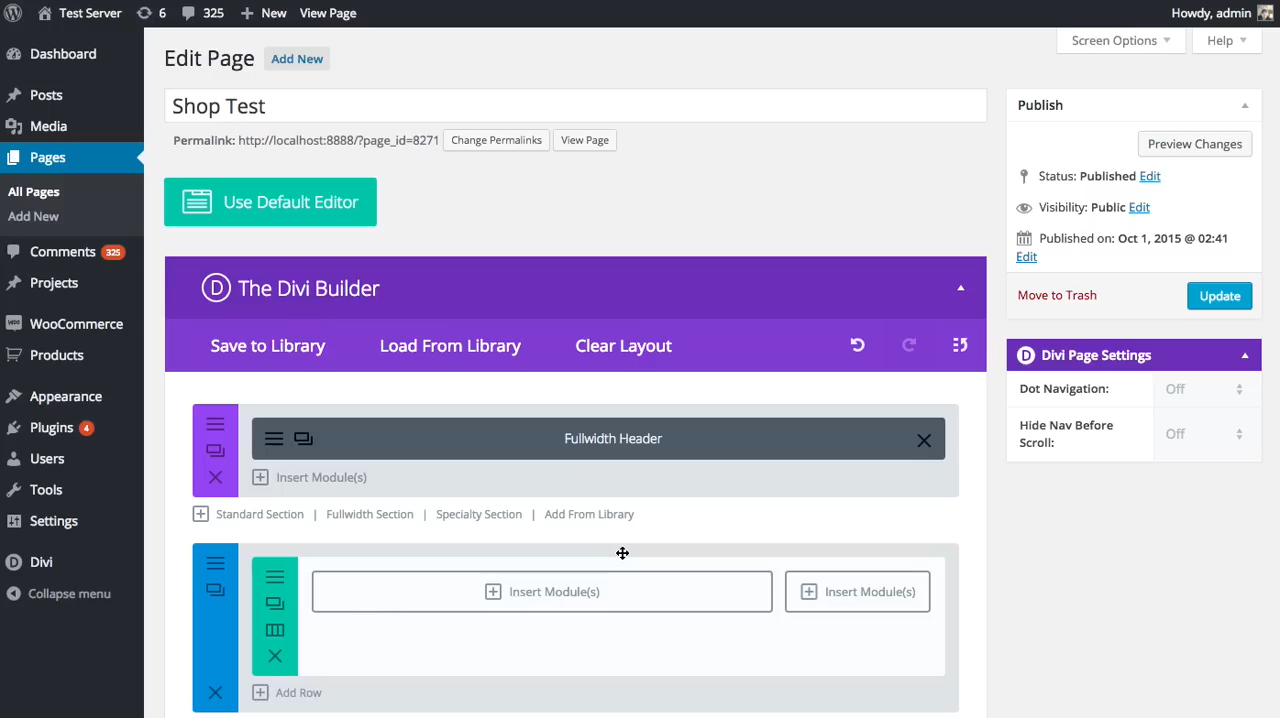 Test Server 6 325 New View Page Howdy, admin
Dashboard
Posts
Media
Pages
All Pages
Add New
Comments 325
Projects
WOO WooCommerce
Products
Appearance
Plugins 4
Users
Tools
Settings
Divi
Collapse menu
Screen Options Help
Edit Page Add New
Shop Test
Permalink: http://localhost:8888/?page_id=8271 Change Permalinks View Page
Use Default Editor
D The Divi Builder
Save to Library Load From Library Clear Layout
Fullwidth Header
Insert Module(s)
Standard Section | Fullwidth Section | Specialty Section | Add From Library
Insert Module(s) Insert Module(s)
Add Row
Publish
Preview Changes
Status: Published Edit
Visibility: Public Edit
Published on: Oct 1, 2015 @ 02:41
Edit
Move to Trash Update
D Divi Page Settings
Dot Navigation: Off
Hide Nav Before
Scroll: Off